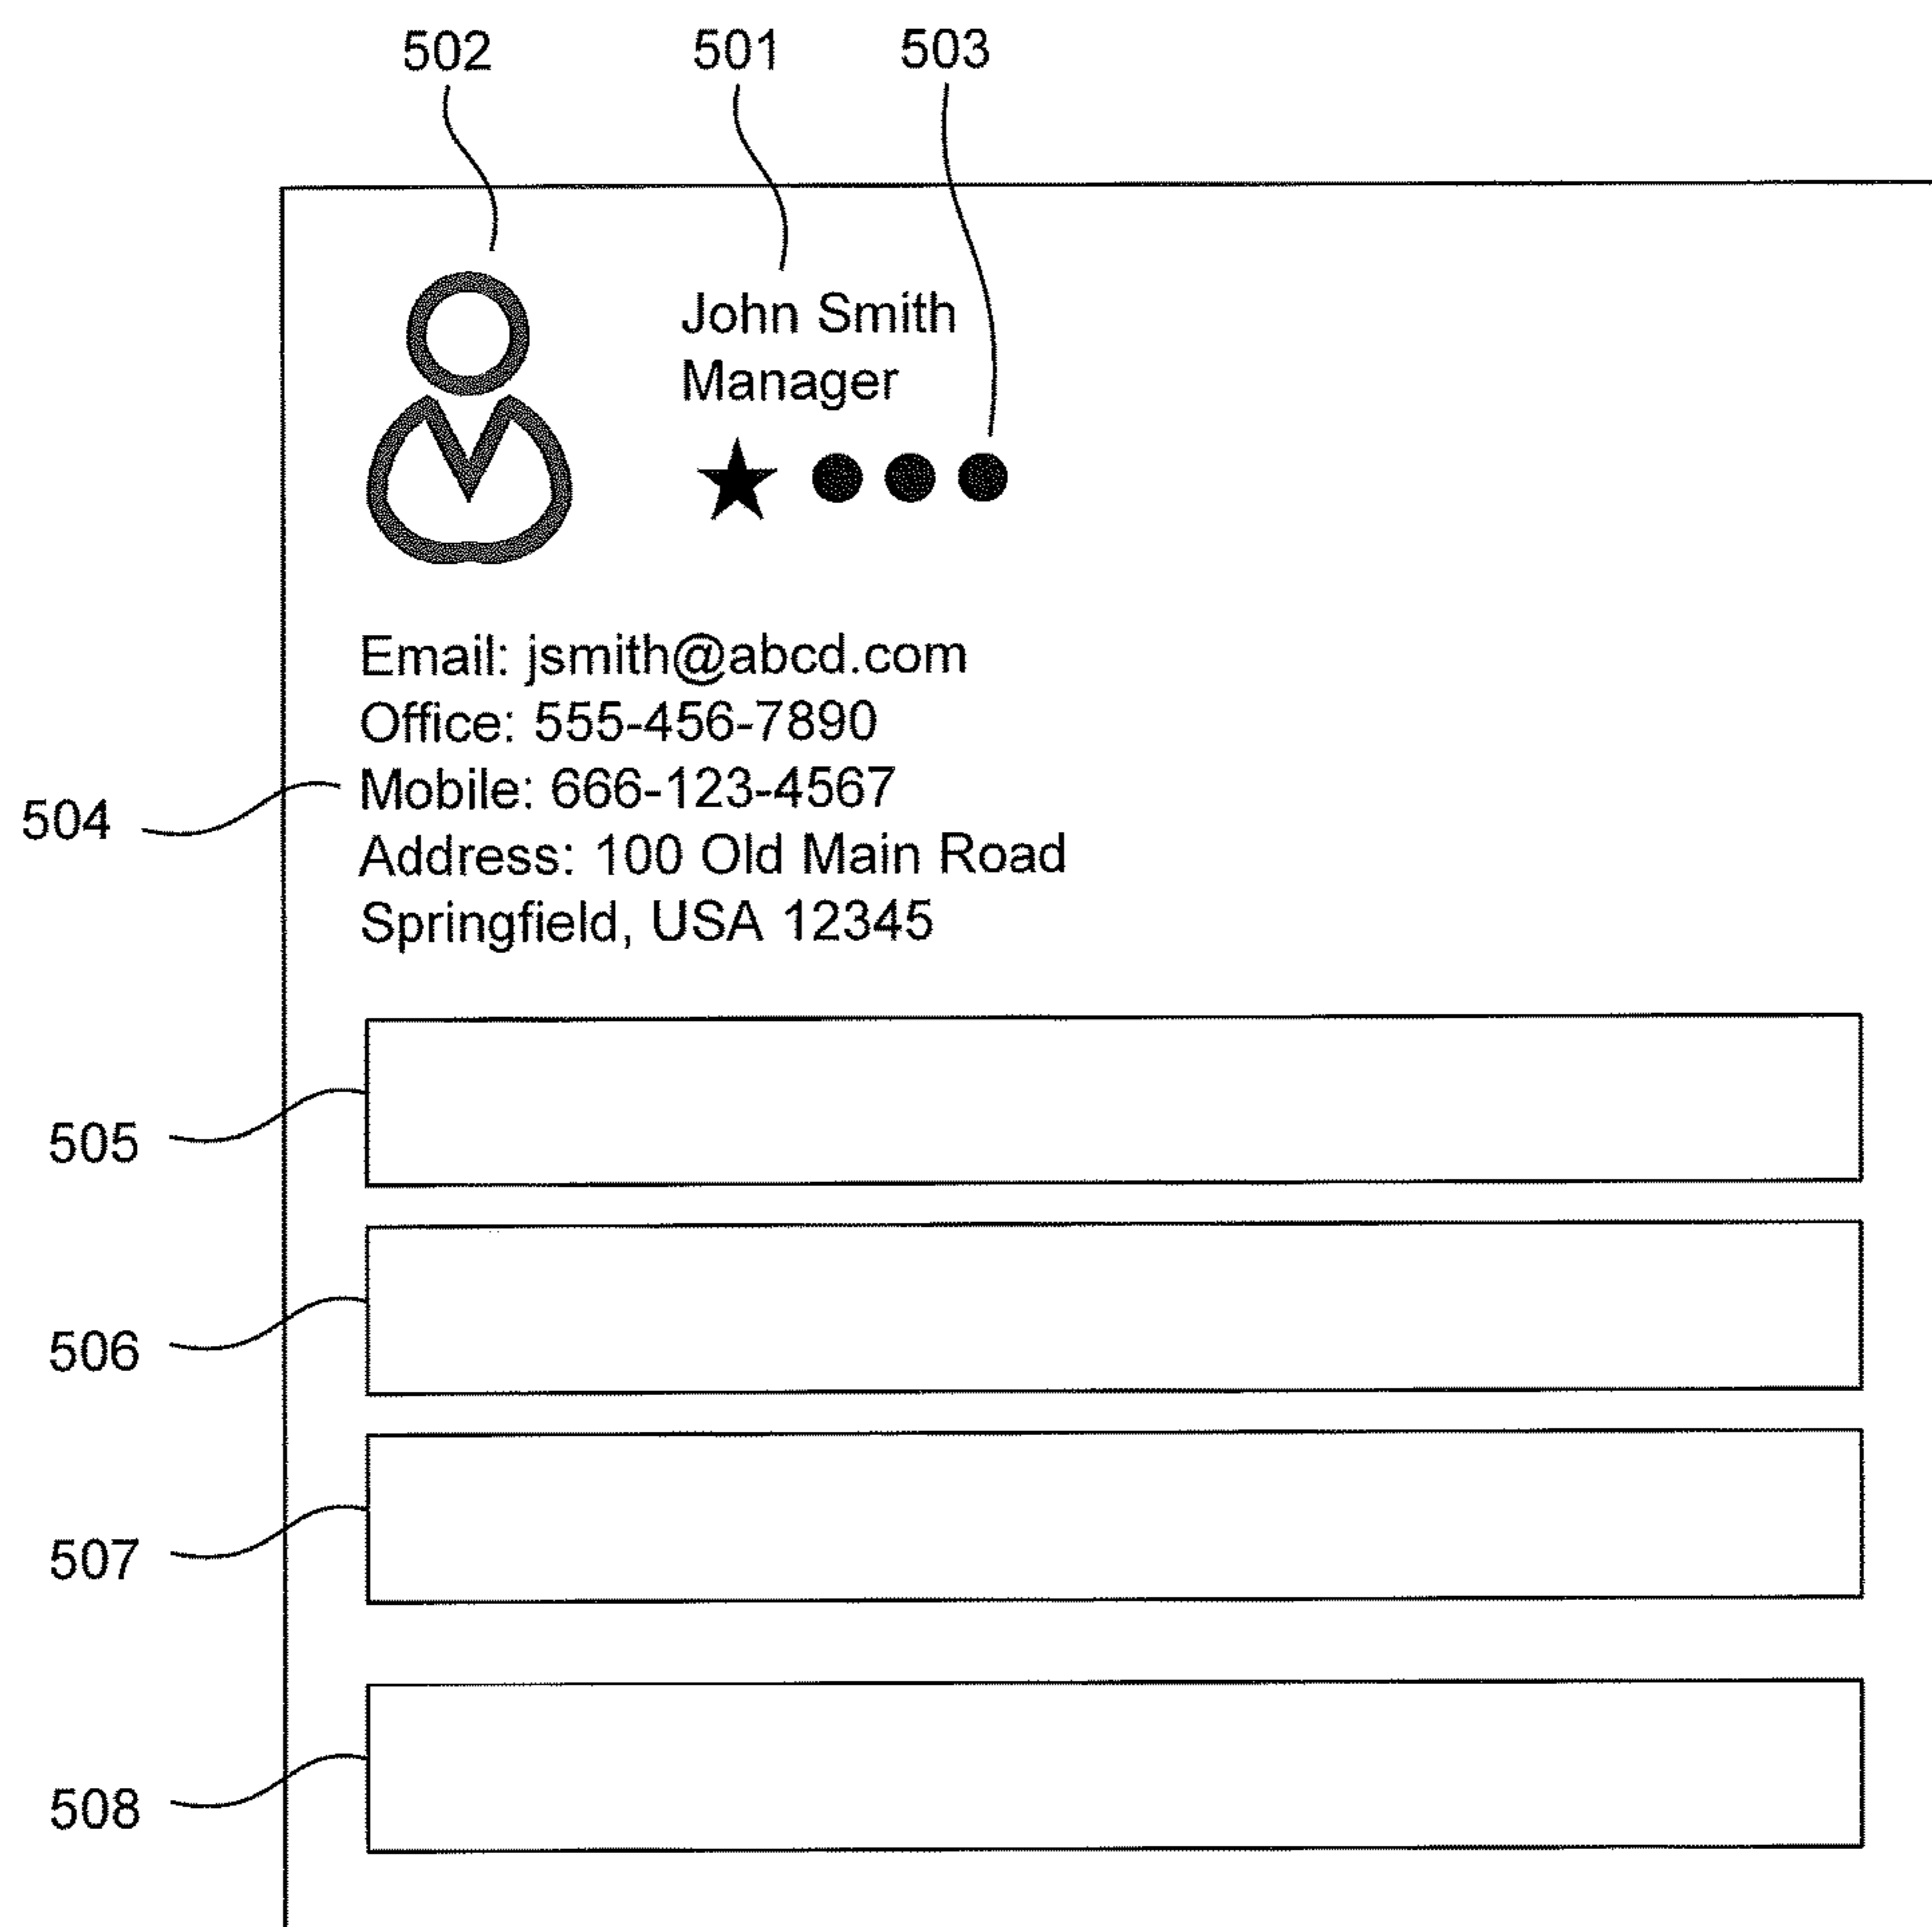 502 501 503
John Smith
Manager
Email: jsmith@abcd.com
Office: 555-456-7890
504 Mobile: 666-123-4567
Address: 100 Old Main Road
Springfield, USA 12345
505
506
507
508